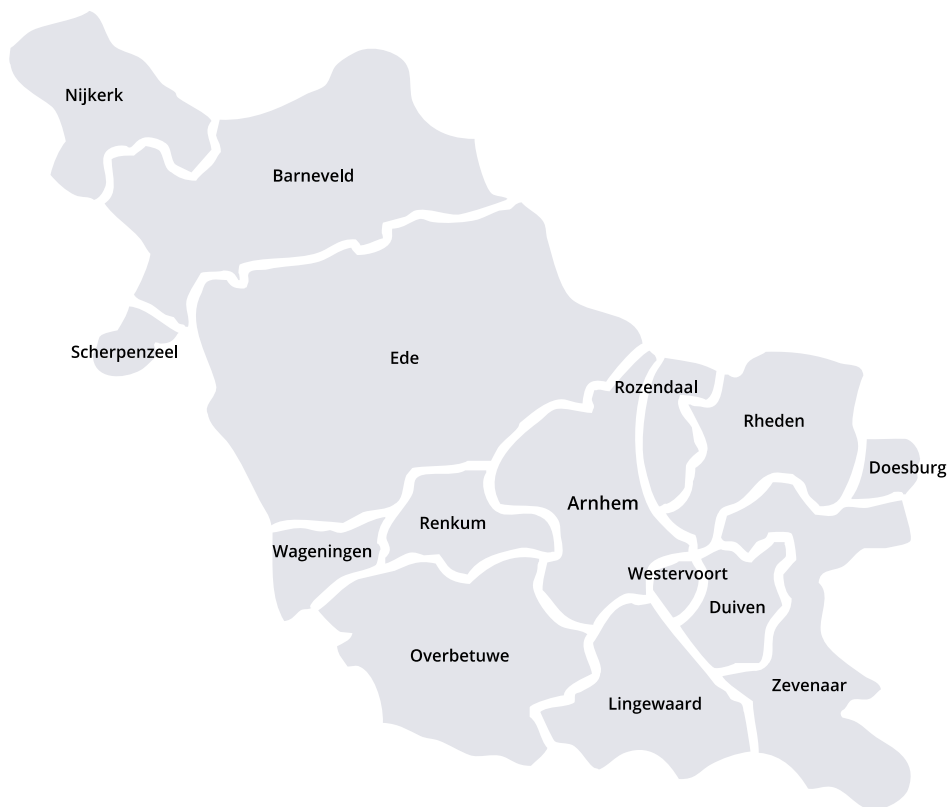 Nijkerk
Barneveld
Scherpenzeel
Ede
Rozendaal
Rheden
Doesburg
Arnhem
Renkum
Wageningen
Westervoort
Duiven
Overbetuwe
Zevenaar
Lingewaard